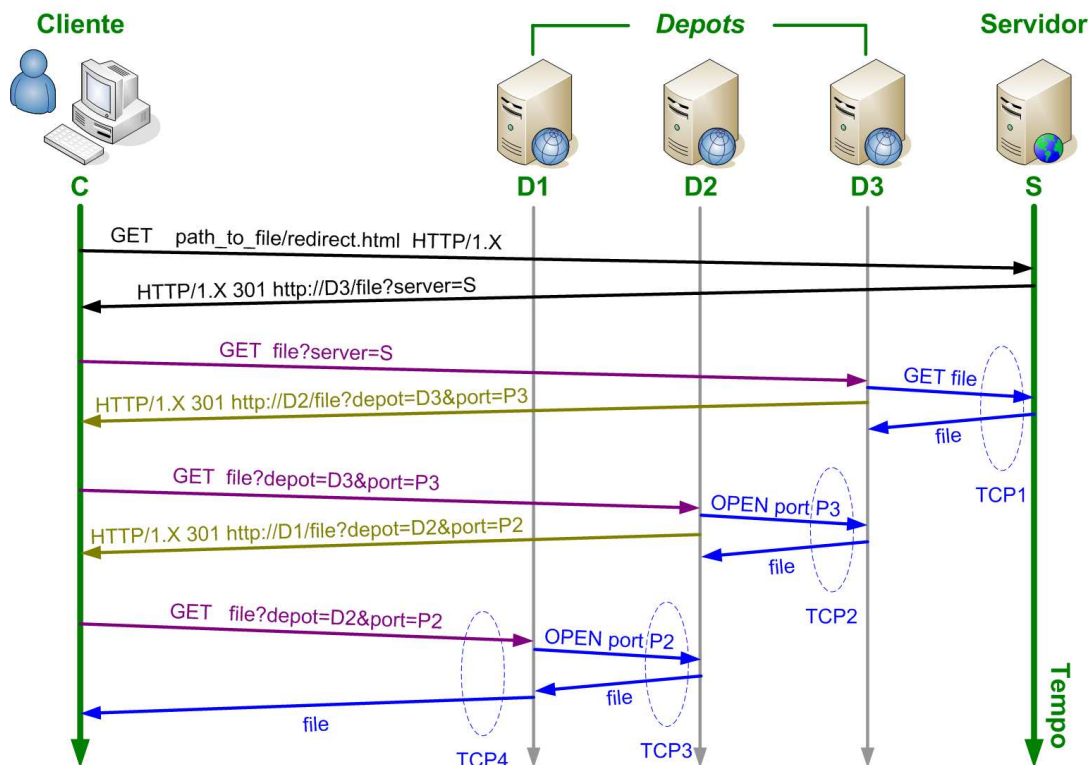 Cliente
Depots
Servidor
C
D1
D2
D3
S
GET path_to_file/redirect.html HTTP/1.X
HTTP/1.X 301 http://D3/file?server=S
GET file?server=S
GET file
HTTP/1.X 301 http://D2/file?depot=D3&port=P3
file
TCP1
GET file?depot=D3&port=P3
OPEN port P3
HTTP/1.X 301 http://D1/file?depot=D2&port=P2
file
TCP2
GET file?depot=D2&port=P2
OPEN port P2
file
file
TCP4
TCP3
Tempo